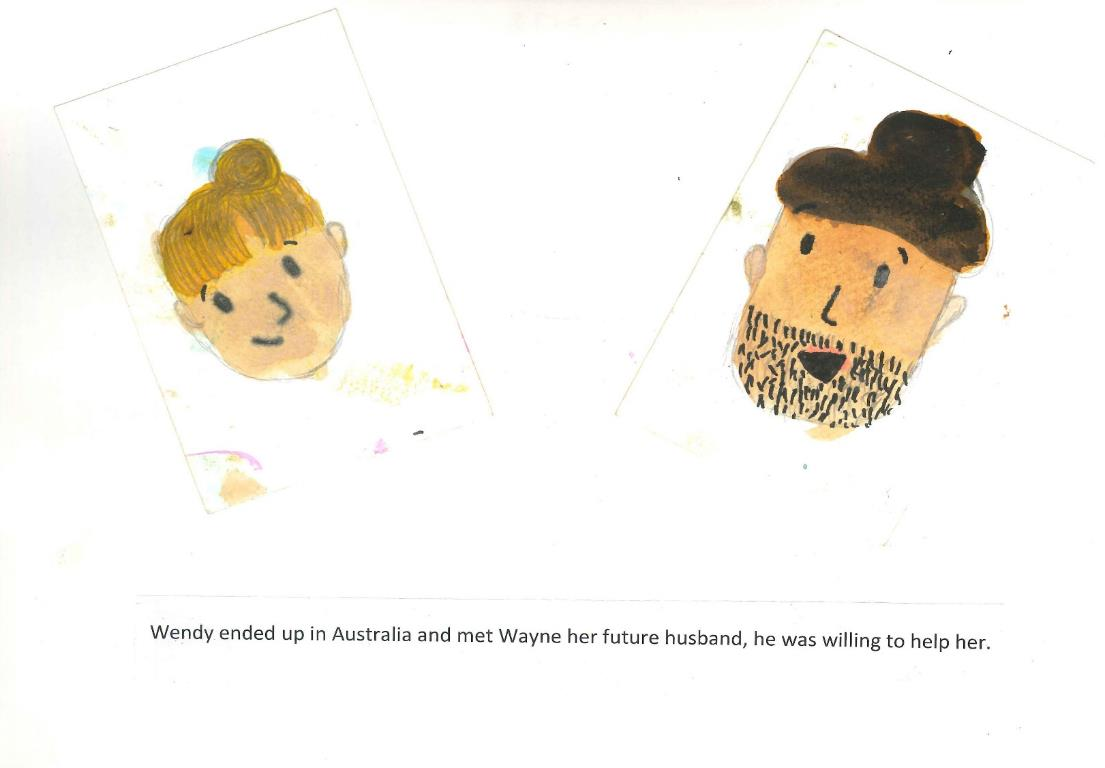 Wendy ended up in Australia and met Wayne her future husband, he was willing to help her.